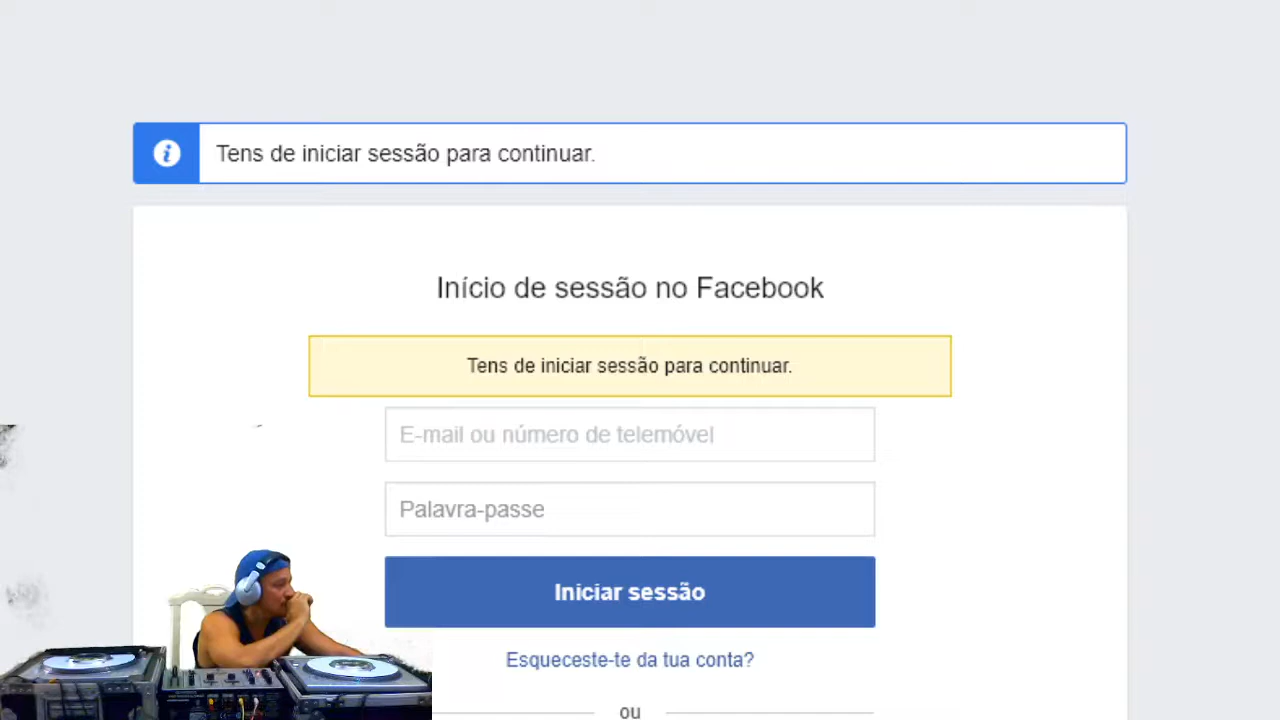 Tens de iniciar sessão para continuar.
Início de sessão no Facebook
Tens de iniciar sessão para continuar.
E-mail ou número de telemóvel
Palavra-passe
Iniciar sessão
Esqueceste-te da tua conta?
ou